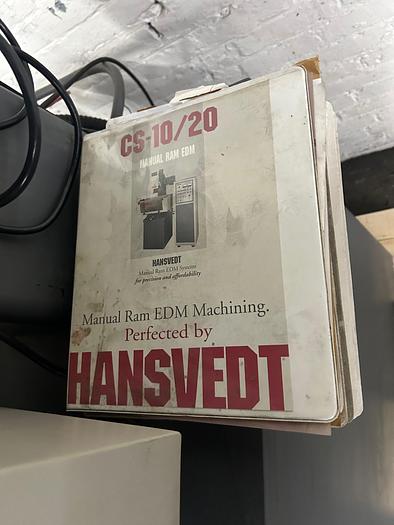 CS-10/20
MANUAL RAM EDM
HANSVEDT
Manual Ram EDM Systems
for precision and affordability
Manual Ram EDM Machining.
Perfected by
HANSVEDT